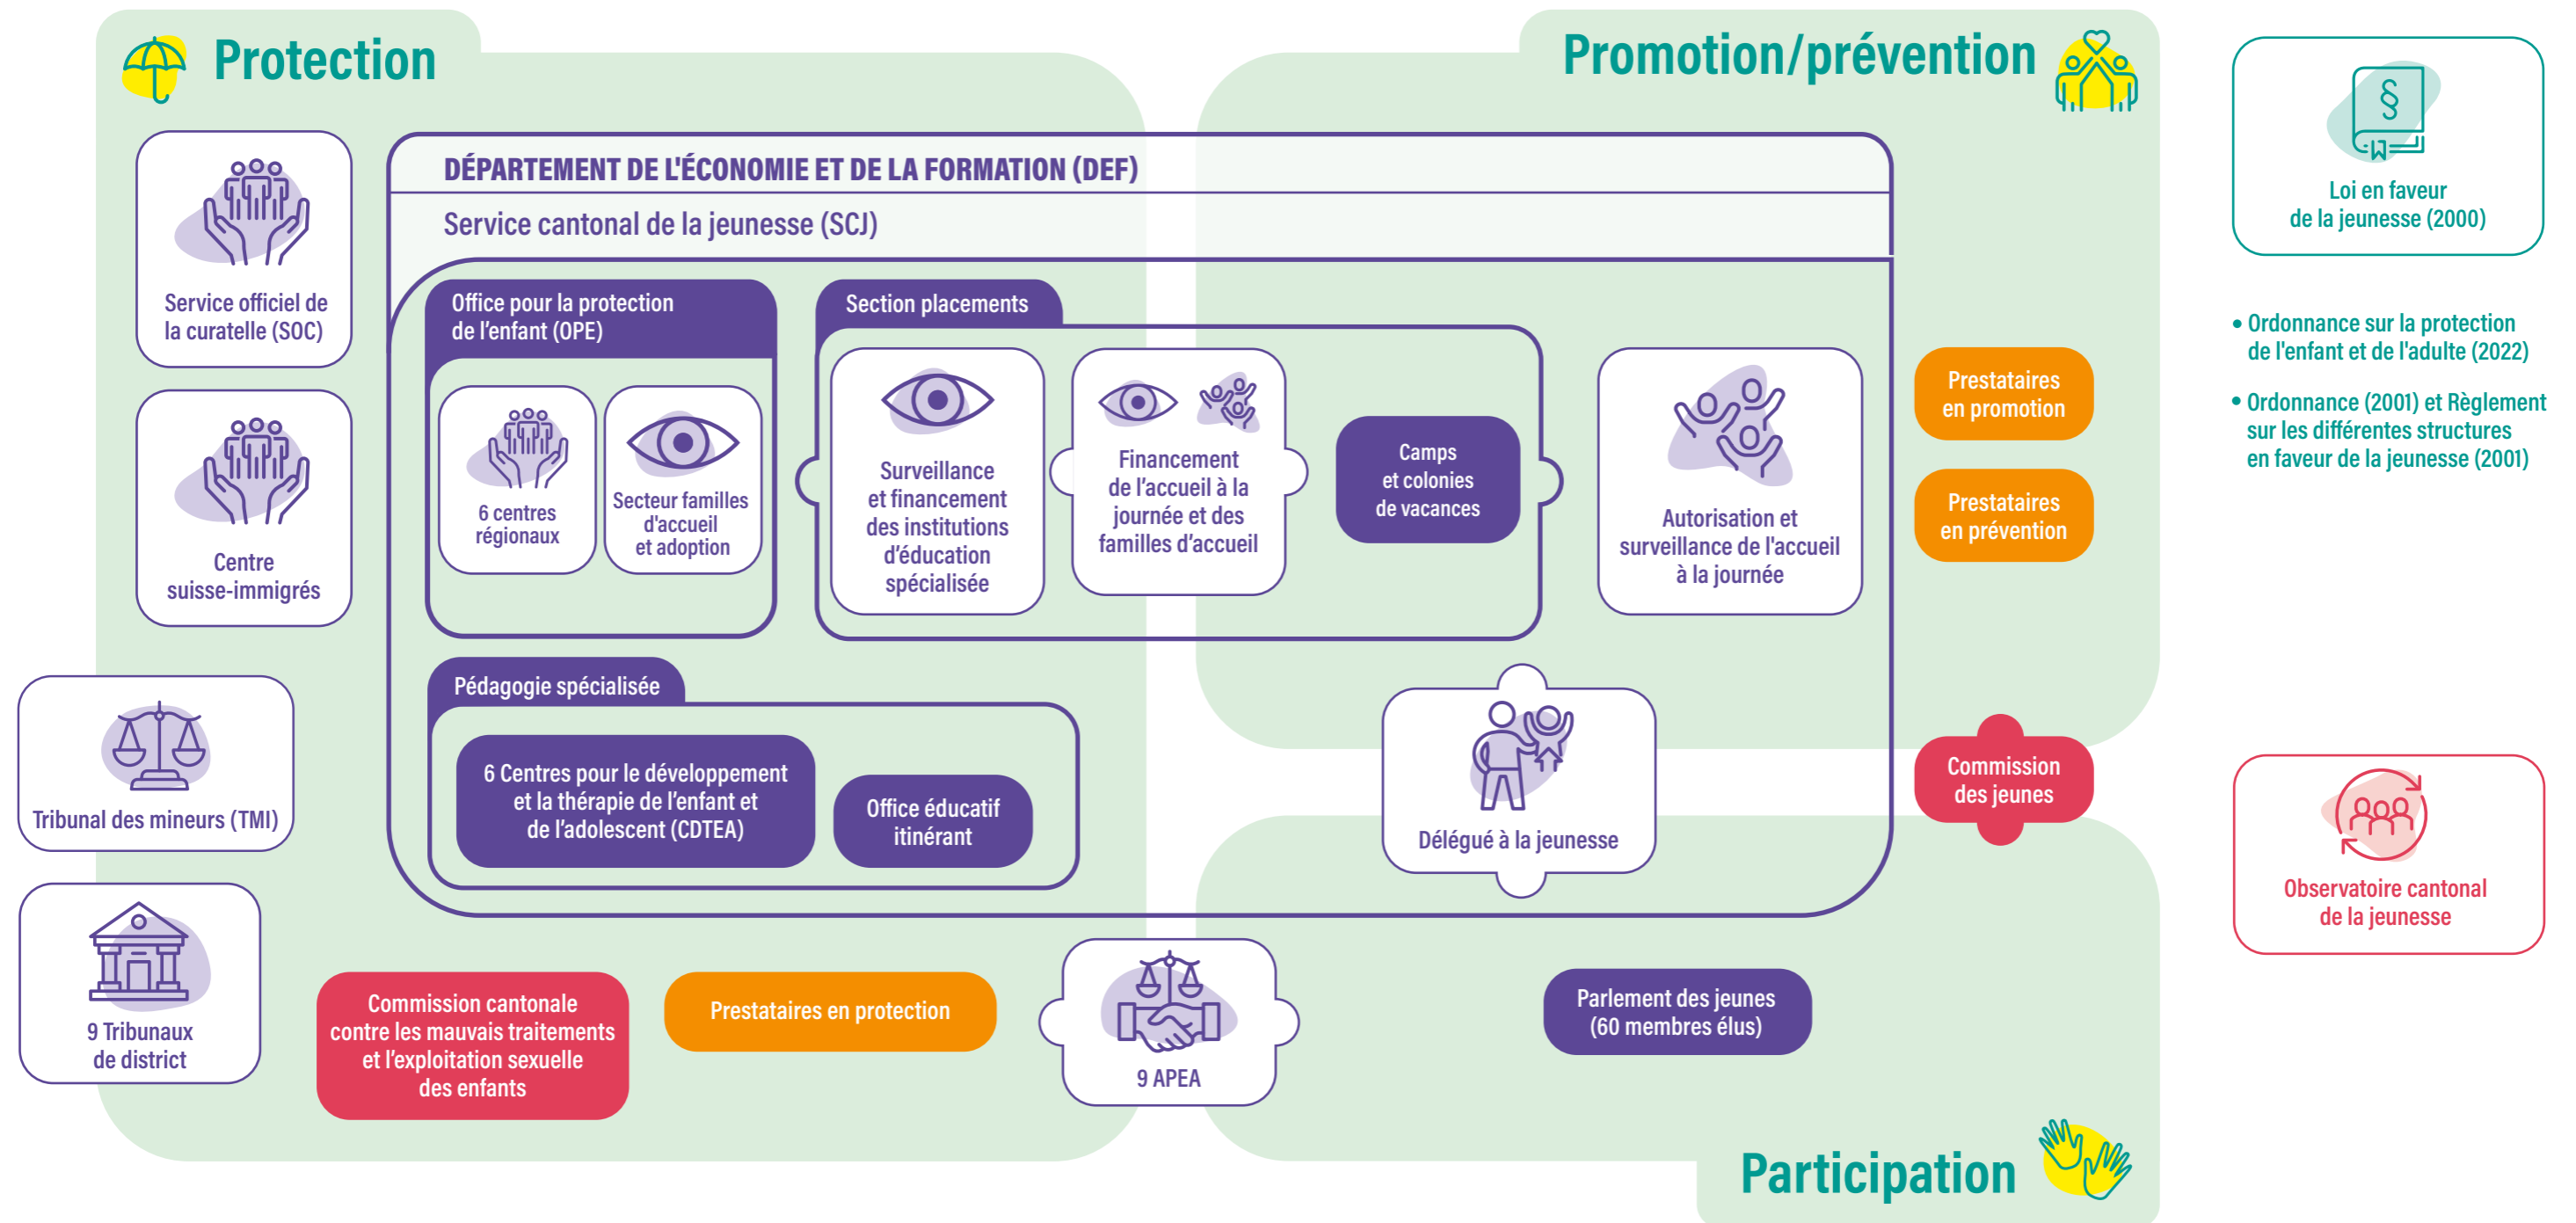 Protection
Promotion/prévention
DÉPARTEMENT DE L'ÉCONOMIE ET DE LA FORMATION (DEF)
Service cantonal de la jeunesse (SCJ)
Service officiel de
la curatelle (SOC)
Centre
suisse-immigrés
Tribunal des mineurs (TMI)
9 Tribunaux
de district
Office pour la protection
de l'enfant (OPE)
6 centres
régionaux
Secteur familles
d'accueil
et adoption
Section placements
Surveillance
et financement
des institutions
d'éducation
spécialisée
Financement
de l'accueil à la
journée et des
familles d'accueil
Camps
et colonies
de vacances
Autorisation et
surveillance de l'accueil
à la journée
Pédagogie spécialisée
6 Centres pour le développement
et la thérapie de l'enfant et
de l'adolescent (CDTEA)
Office éducatif
itinérant
Délégué à la jeunesse
Prestataires
en promotion
Prestataires
en prévention
Commission
des jeunes
Commission cantonale
contre les mauvais traitements
et l'exploitation sexuelle
des enfants
Prestataires en protection
9 APEA
Parlement des jeunes
(60 membres élus)
Participation
§
Loi en faveur
de la jeunesse (2000)
• Ordonnance sur la protection
de l'enfant et de l'adulte (2022)
• Ordonnance (2001) et Règlement
sur les différentes structures
en faveur de la jeunesse (2001)
Observatoire cantonal
de la jeunesse